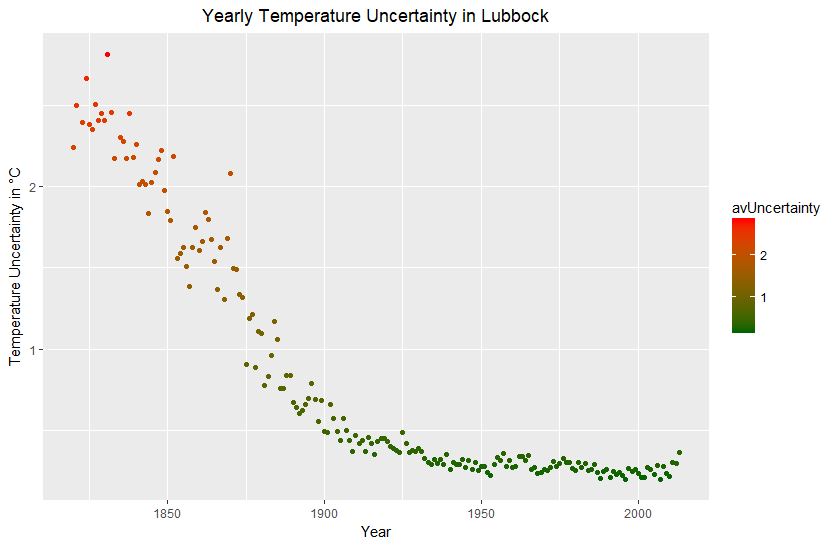 Yearly Temperature Uncertainty in Lubbock
Temperature Uncertainty in °C
2
1
1850
1900
1950
2000
Year
avUncertainty
2
1